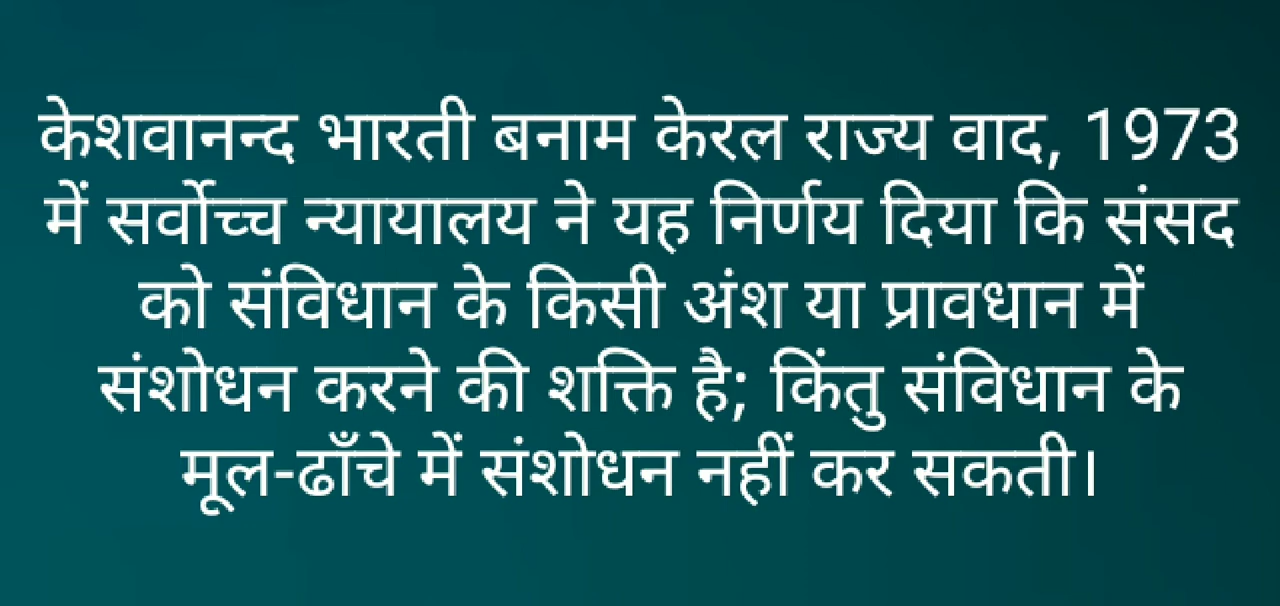 केशवानन्द भारती बनाम केरल राज्य वाद, 1973
में सर्वोच्च न्यायालय ने यह निर्णय दिया कि संसद
को संविधान के किसी अंश या प्रावधान में
संशोधन करने की शक्ति है; किंतु संविधान के
मूल-ढाँचे में संशोधन नहीं कर सकती।